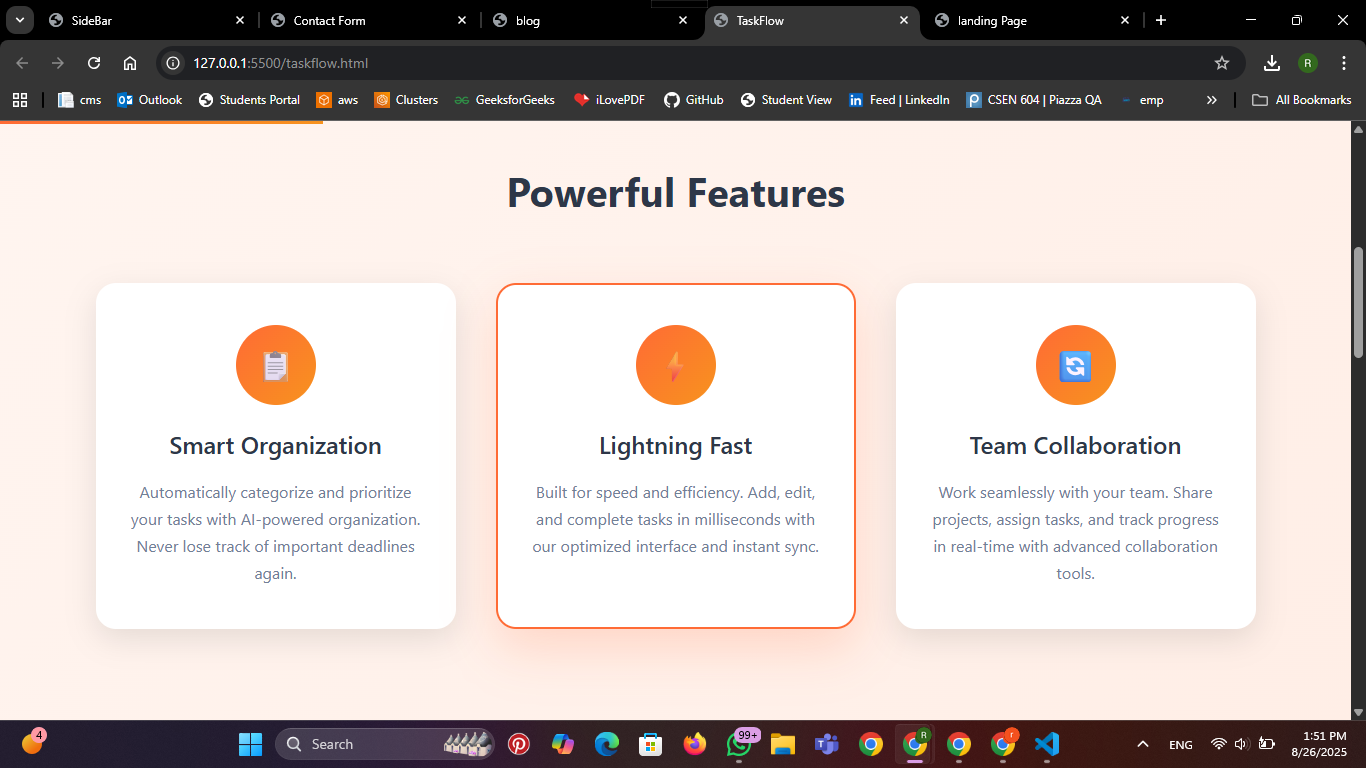 SideBar
Contact Form
blog
TaskFlow
landing Page
127.0.0.1:5500/taskflow.html
R
cms
Outlook
Students Portal
aws
Clusters
GeeksforGeeks
iLovePDF
GitHub
Student View
Feed | LinkedIn
CSEN 604 | Piazza QA
emp
All Bookmarks
Powerful Features
Smart Organization
Automatically categorize and prioritize
your tasks with AI-powered organization.
Never lose track of important deadlines
again.
Lightning Fast
Built for speed and efficiency. Add, edit,
and complete tasks in milliseconds with
our optimized interface and instant sync.
Team Collaboration
Work seamlessly with your team. Share
projects, assign tasks, and track progress
in real-time with advanced collaboration
tools.
4
Search
99+
R
r
ENG
1:51 PM
8/26/2025